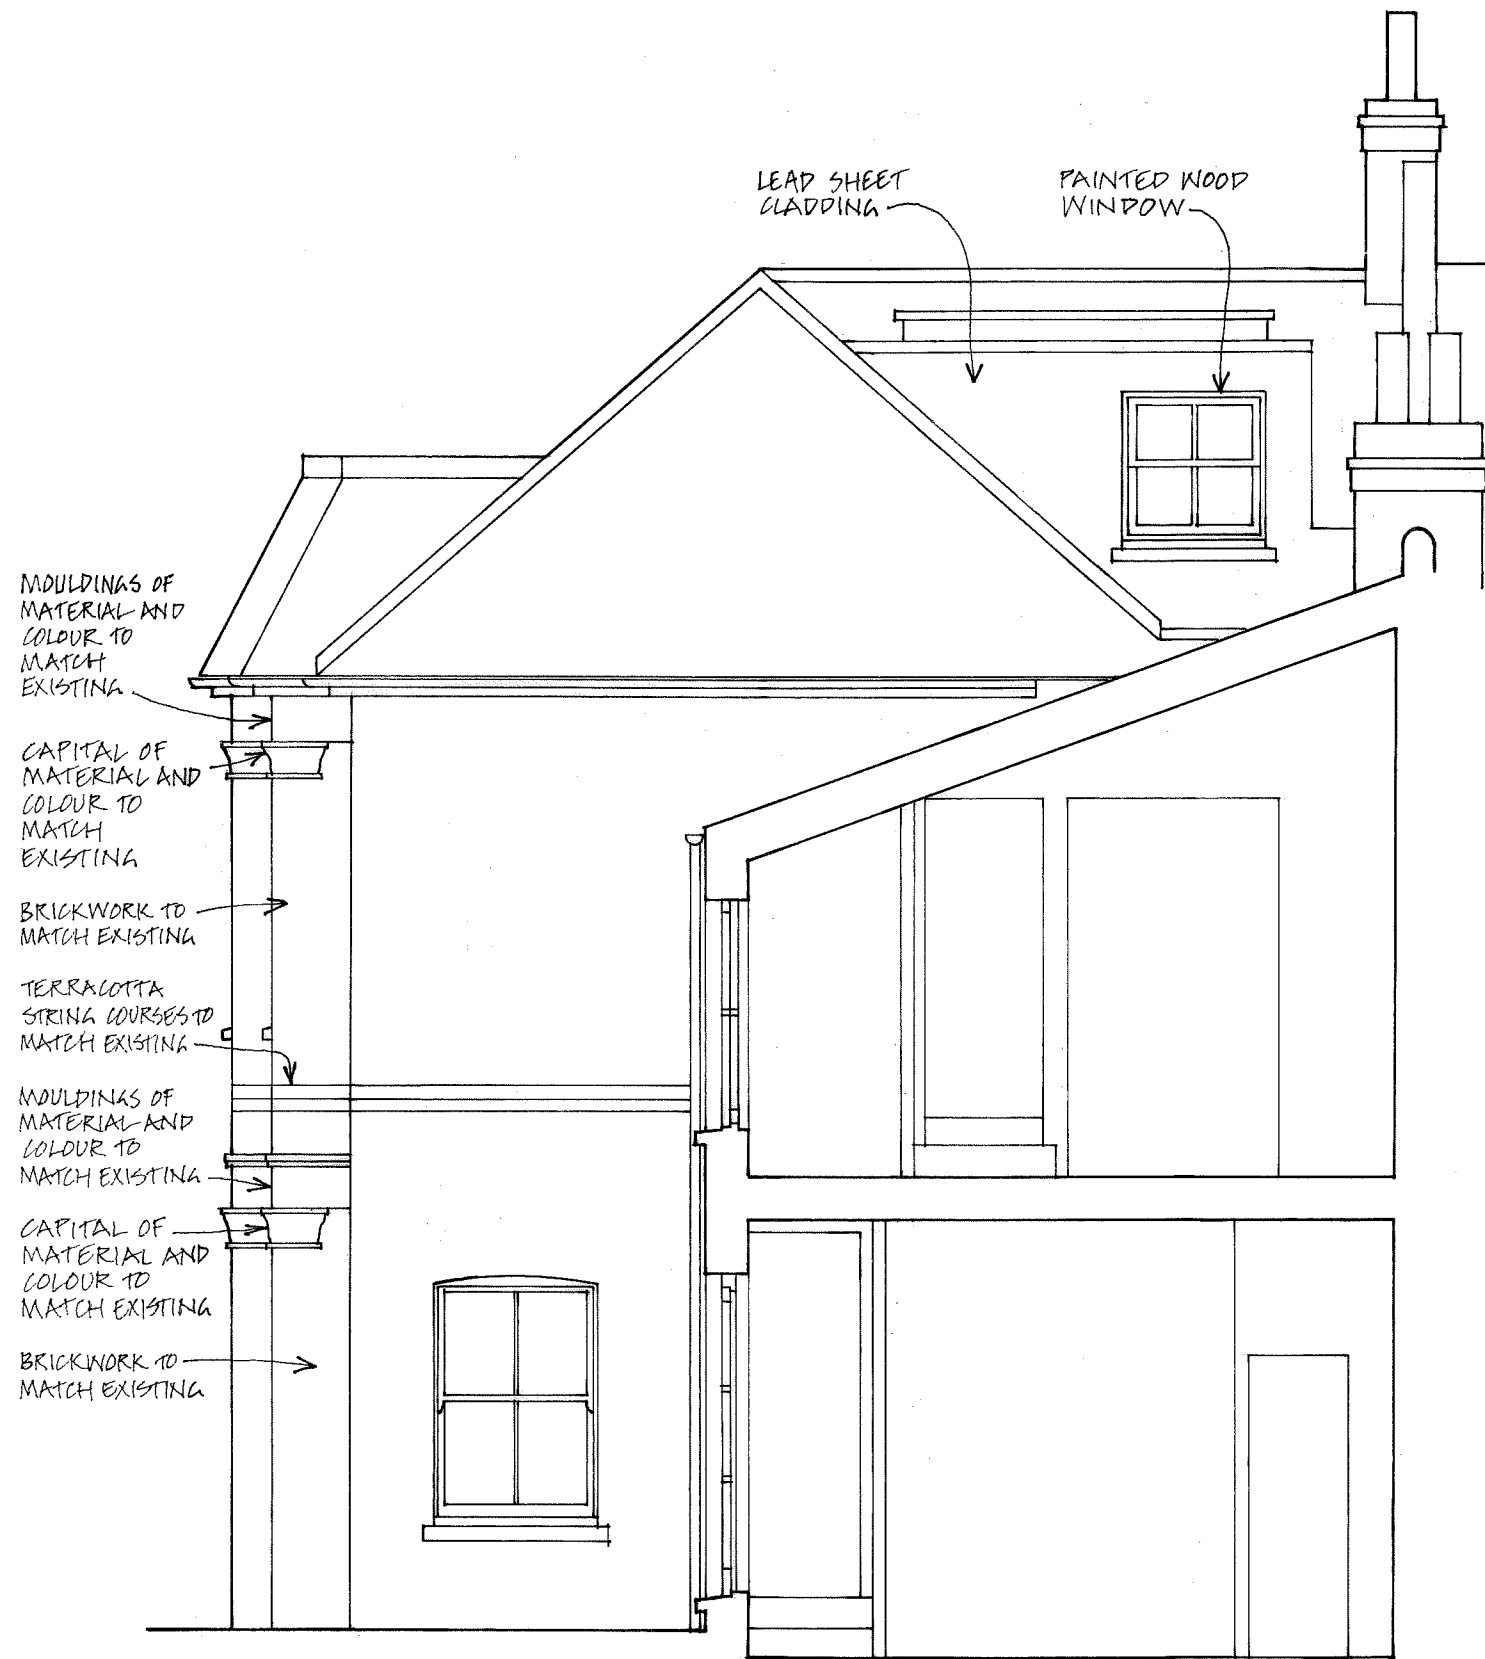 LEAD SHEET
CLADDING
PAINTED WOOD
WINDOW
MOULDINGS OF
MATERIAL AND
COLOUR TO
MATCH
EXISTING
CAPITAL OF
MATERIAL AND
COLOUR TO
MATCH
EXISTING
BRICKWORK TO
MATCH EXISTING
TERRACOTTA
STRING COURSES TO
MATCH EXISTING
MOULDINGS OF
MATERIAL AND
COLOUR TO
MATCH EXISTING
CAPITAL OF
MATERIAL AND
COLOUR TO
MATCH EXISTING
BRICKWORK TO
MATCH EXISTING